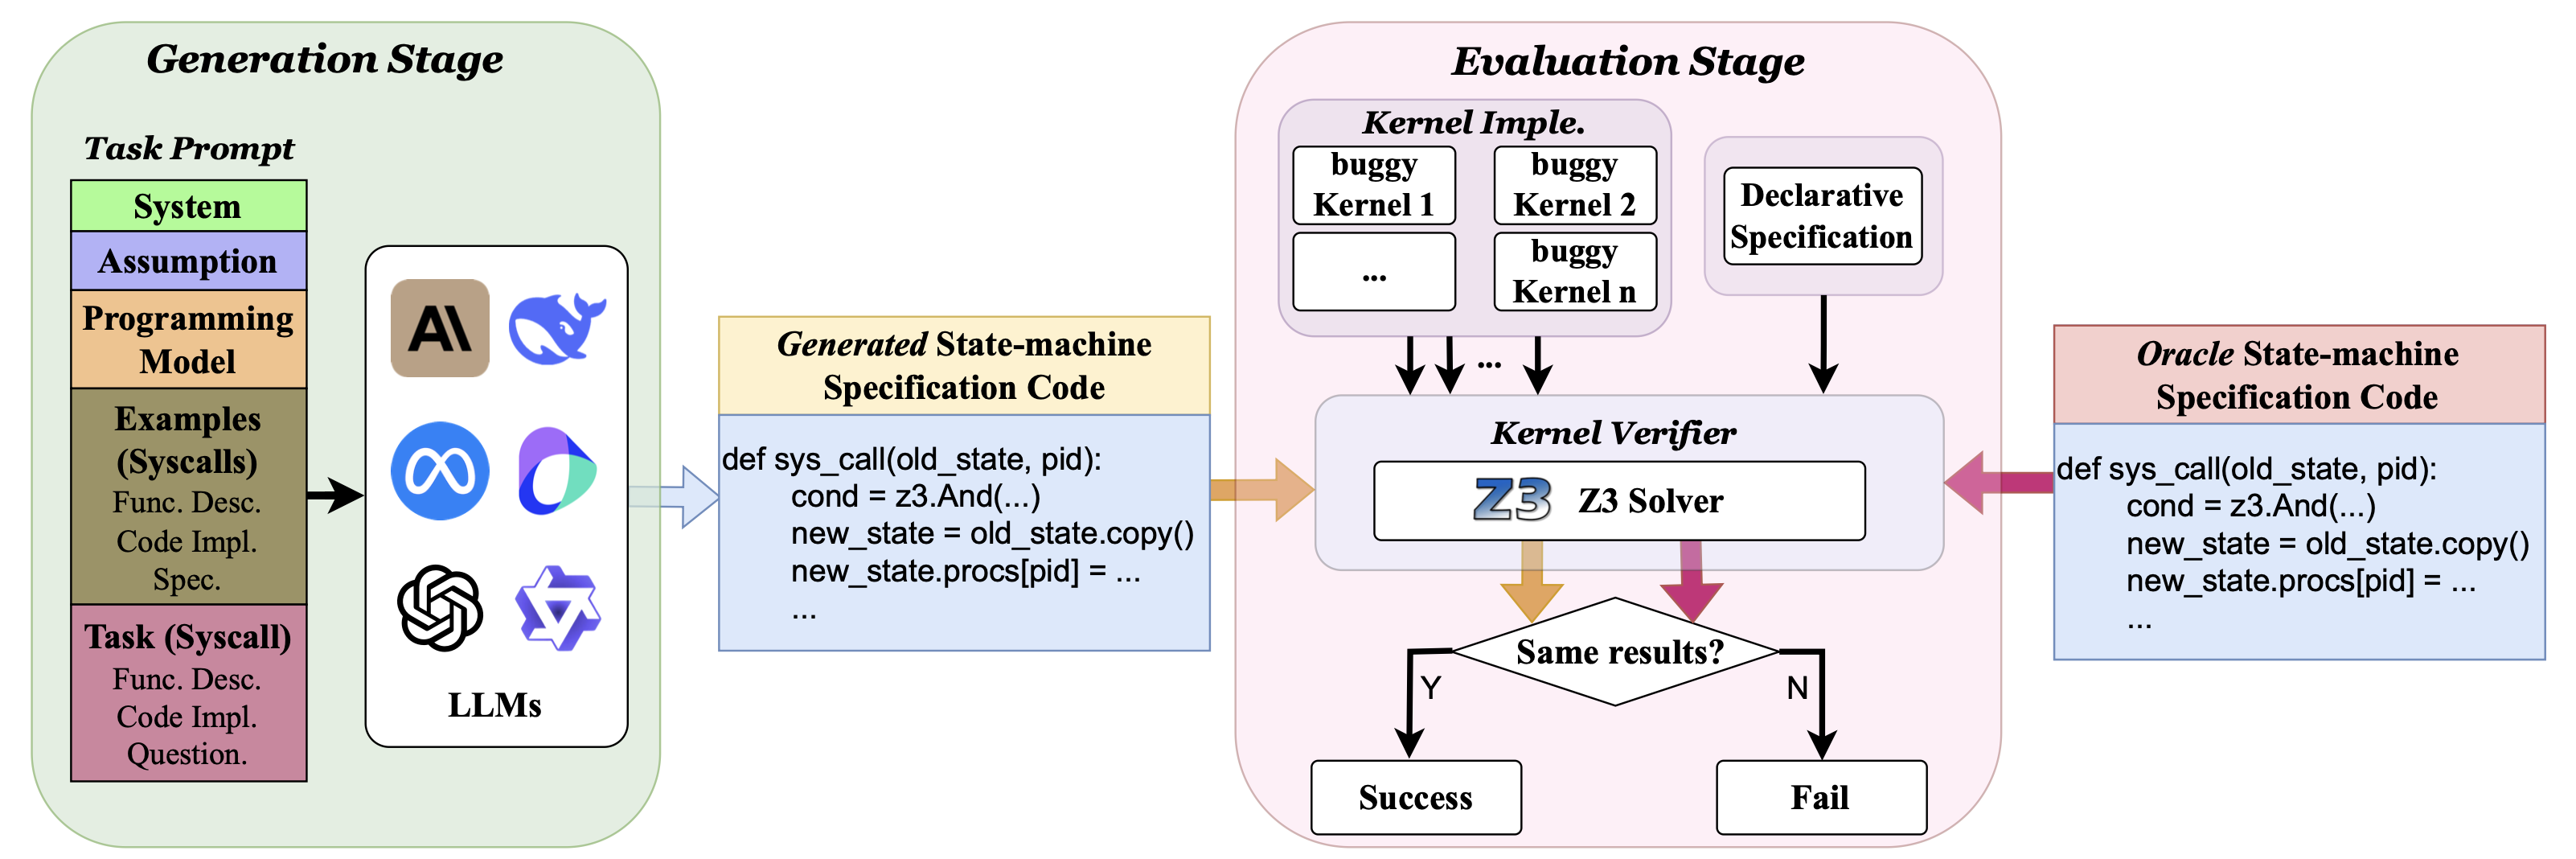 Generation Stage
Task Prompt
System
Assumption
Programming
Model
Examples
(Syscalls)
Func. Desc.
Code Impl.
Spec.
Task (Syscall)
Func. Desc.
Code Impl.
Question.
LLMs
Generated State-machine
Specification Code
def sys_call(old_state, pid):
cond = z3.And(...)
new_state = old_state.copy()
new_state.procs[pid] = ...
...
Evaluation Stage
Kernel Imple.
buggy
Kernel 1
buggy
Kernel 2
...
buggy
Kernel n
...
Declarative
Specification
Kernel Verifier
Z3 Z3 Solver
Same results?
Y
N
Success
Fail
Oracle State-machine
Specification Code
def sys_call(old_state, pid):
cond = z3.And(...)
new_state = old_state.copy()
new_state.procs[pid] = ...
...